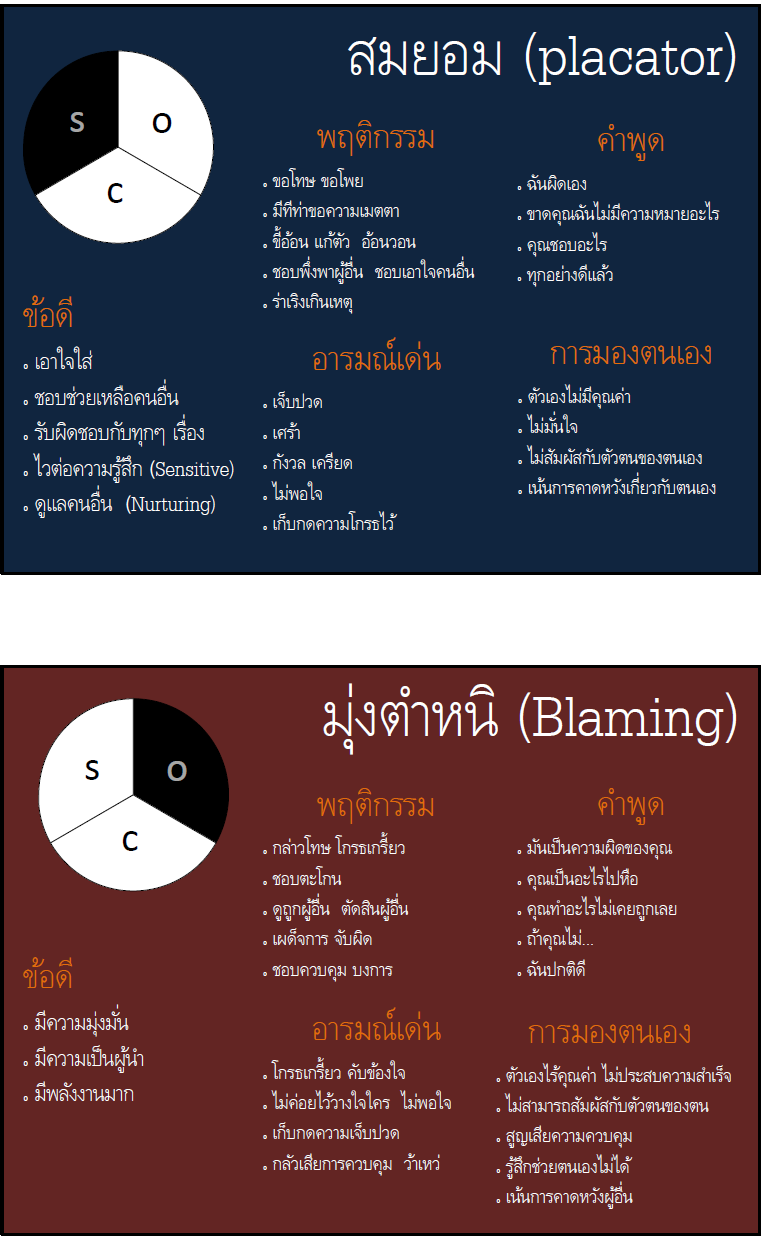 สมยอม (placator)
S
O
C
พฤติกรรม
• ขอโทษ ขอโพย
• มีทีท่าขอความเมตตา
• ขี้อ้อน แก้ตัว อ้อนวอน
• ชอบพึ่งพาผู้อื่น ชอบเอาใจคนอื่น
• ร่าเริงเกินเหตุ
คำพูด
• ฉันผิดเอง
• ขาดคุณฉันไม่มีความหมายอะไร
• คุณชอบอะไร
• ทุกอย่างดีแล้ว
ข้อดี
• เอาใจใส่
• ชอบช่วยเหลือคนอื่น
• รับผิดชอบกับทุกๆ เรื่อง
• ไวต่อความรู้สึก (Sensitive)
• ดูแลคนอื่น (Nurturing)
อารมณ์เด่น
• เจ็บปวด
• เศร้า
• กังวล เครียด
• ไม่พอใจ
• เก็บกดความโกรธไว้
การมองตนเอง
• ตัวเองไม่มีคุณค่า
• ไม่มั่นใจ
• ไม่สัมผัสกับตัวตนของตนเอง
• เน้นการคาดหวังเกี่ยวกับตนเอง
มุ่งตำหนิ (Blaming)
S
O
C
พฤติกรรม
• กล่าวโทษ โกรธเกรี้ยว
• ชอบตะโกน
• ดูถูกผู้อื่น ตัดสินผู้อื่น
• เผด็จการ จับผิด
• ชอบควบคุม บงการ
คำพูด
• มันเป็นความผิดของคุณ
• คุณเป็นอะไรไปหือ
• คุณทำอะไรไม่เคยถูกเลย
• ถ้าคุณไม่...
• ฉันปกติดี
ข้อดี
• มีความมุ่งมั่น
• มีความเป็นผู้นำ
• มีพลังงานมาก
อารมณ์เด่น
• โกรธเกรี้ยว คับข้องใจ
• ไม่ค่อยไว้วางใจใคร ไม่พอใจ
• เก็บกดความเจ็บปวด
• กลัวเสียการควบคุม ว้าเหว่
การมองตนเอง
• ตัวเองไร้คุณค่า ไม่ประสบความสำเร็จ
• ไม่สามารถสัมผัสกับตัวตนของตน
• สูญเสียความควบคุม
• รู้สึกช่วยตนเองไม่ได้
• เน้นการคาดหวังผู้อื่น